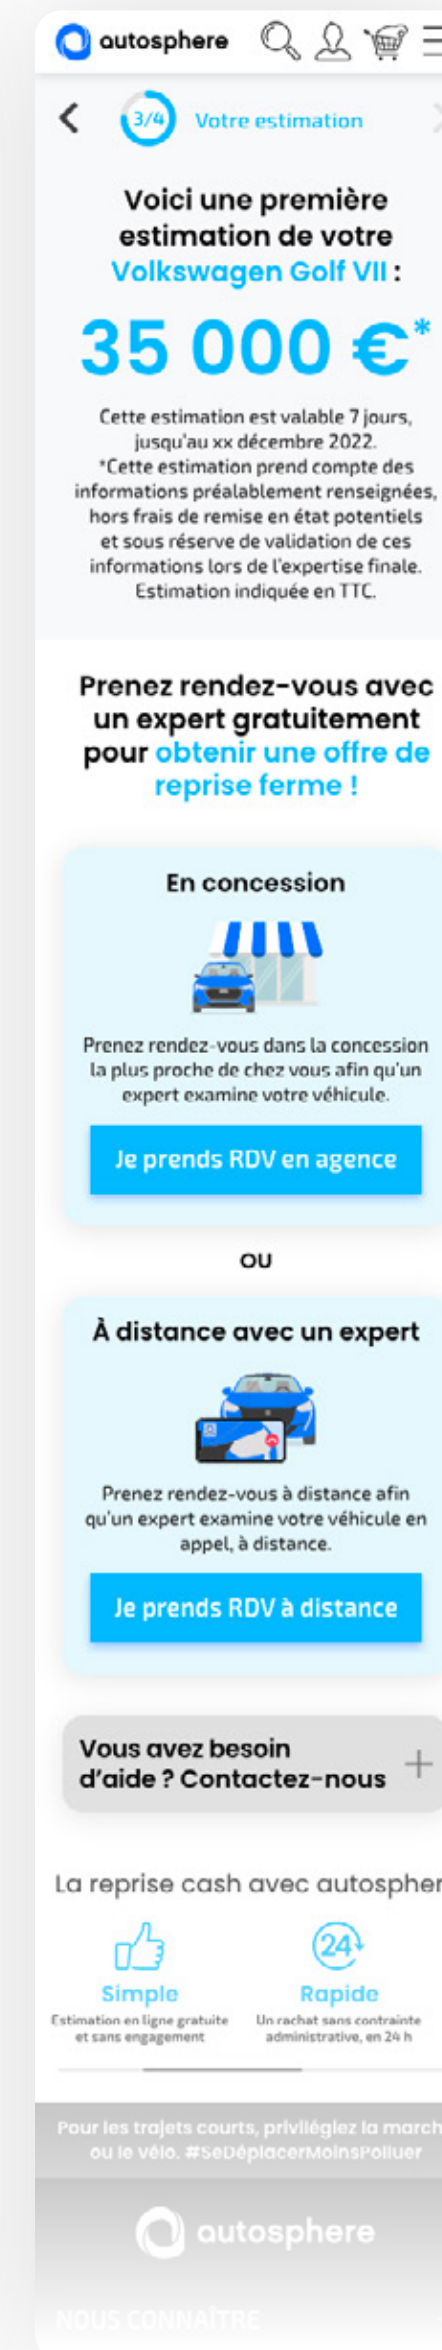 autosphere
3/4 Votre estimation
Voici une première
estimation de votre
Volkswagen Golf VII :
35 000 €*
Cette estimation est valable 7 jours,
jusqu'au xx décembre 2022.
*Cette estimation prend compte des
informations préalablement renseignées,
hors frais de remise en état potentiels
et sous réserve de validation de ces
informations lors de l'expertise finale.
Estimation indiquée en TTC.
Prenez rendez-vous avec
un expert gratuitement
pour obtenir une offre de
reprise ferme !
En concession
Prenez rendez-vous dans la concession
la plus proche de chez vous afin qu'un
expert examine votre véhicule.
Je prends RDV en agence
OU
À distance avec un expert
Prenez rendez-vous à distance afin
qu'un expert examine votre véhicule en
appel, à distance.
Je prends RDV à distance
Vous avez besoin
d'aide ? Contactez-nous
La reprise cash avec autospher
24
Simple
Estimation en ligne gratuite
et sans engagement
Rapide
Un rachat sans contrainte
administrative, en 24 h
Pour les trajets courts, privilégiez la march
ou le vélo. #SeDéplacerMoinsPolluer
autosphere
NOUS CONNAÎTRE